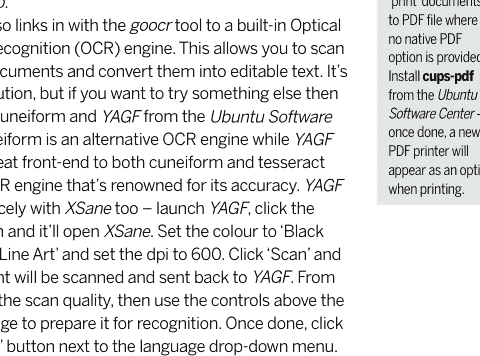 so links in with the goocr tool to a built-in Optical
ecognition (OCR) engine. This allows you to scan
cuments and convert them into editable text. It's
ution, but if you want to try something else then
uneiform and YAGF from the Ubuntu Software
eiform is an alternative OCR engine while YAGF
eat front-end to both cuneiform and tesseract
R engine that's renowned for its accuracy. YAGF
cely with XSane too – launch YAGF, click the
n and it'll open XSane. Set the colour to 'Black
Line Art' and set the dpi to 600. Click 'Scan' and
nt will be scanned and sent back to YAGF. From
the scan quality, then use the controls above the
ge to prepare it for recognition. Once done, click
' button next to the language drop-down menu.
'print' documents
to PDF file where
no native PDF
option is provided
Install cups-pdf
from the Ubuntu
Software Center –
once done, a new
PDF printer will
appear as an opti
when printing.